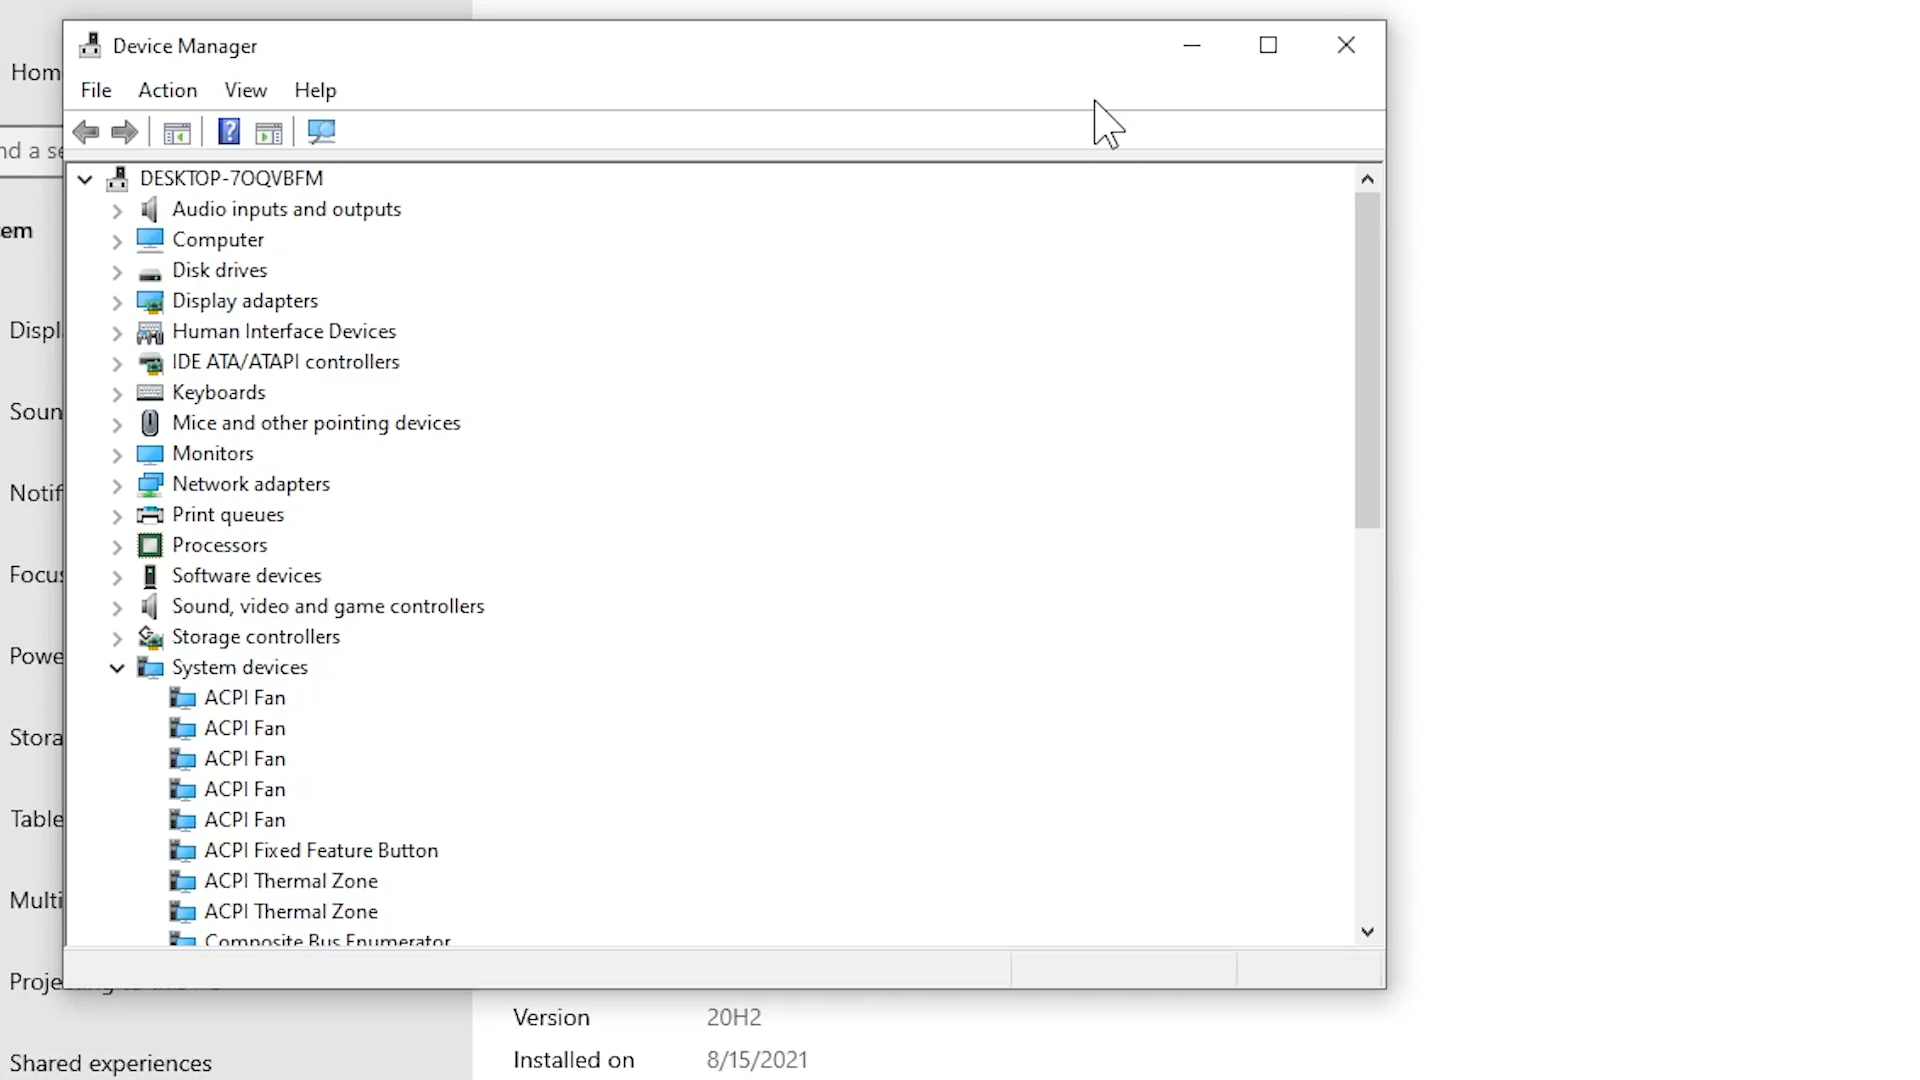 Device Manager
File Action View Help
DESKTOP-7OQVBFM
Audio inputs and outputs
Computer
Disk drives
Display adapters
Human Interface Devices
IDE ATA/ATAPI controllers
Keyboards
Mice and other pointing devices
Monitors
Network adapters
Print queues
Processors
Software devices
Sound, video and game controllers
Storage controllers
System devices
ACPI Fan
ACPI Fan
ACPI Fan
ACPI Fan
ACPI Fan
ACPI Fixed Feature Button
ACPI Thermal Zone
ACPI Thermal Zone
Composite Bus Enumerator
Hom
nd a se
em
Displ
Soun
Notif
Focus
Powe
Stora
Table
Multi
Proje
Shared experiences
Version 20H2
Installed on 8/15/2021